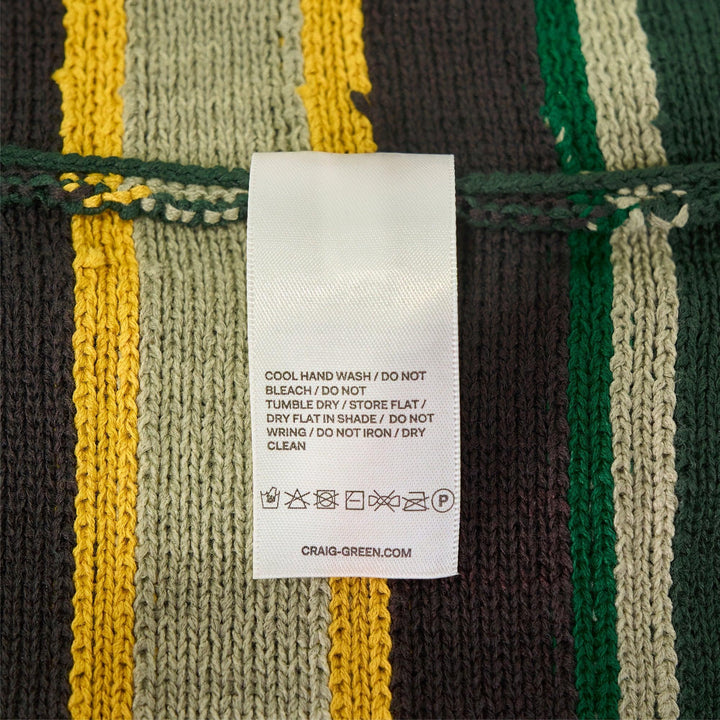 COOL HAND WASH / DO NOT
BLEACH / DO NOT
TUMBLE DRY / STORE FLAT /
DRY FLAT IN SHADE / DO NOT
WRING / DO NOT IRON / DRY
CLEAN
P
CRAIG-GREEN.COM